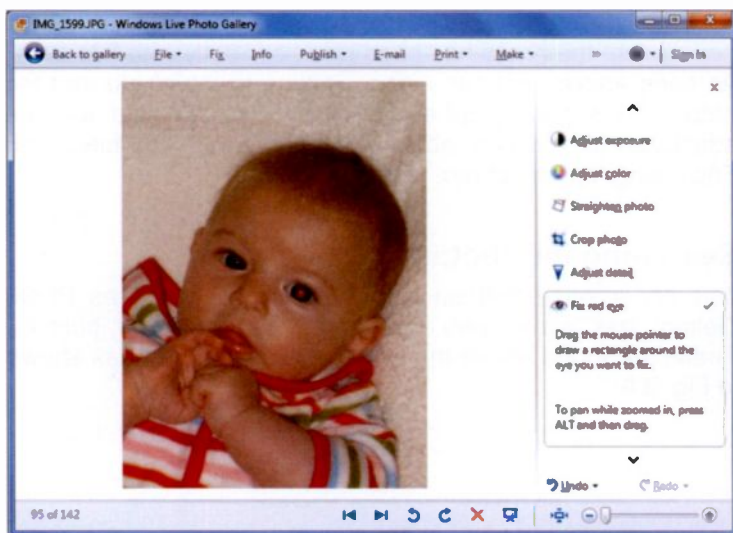 IMG_1599.JPG - Windows Live Photo Gallery
Back to gallery File Fix Info Publish E-mail Print Make » Sign in
Adjust exposure
Adjust color
Straighten photo
Crop photo
Adjust detail
Fix red eye
Drag the mouse pointer to
draw a rectangle around the
eye you want to fix.
To pan while zoomed in, press
ALT and then drag.
Undo Redo
95 of 142